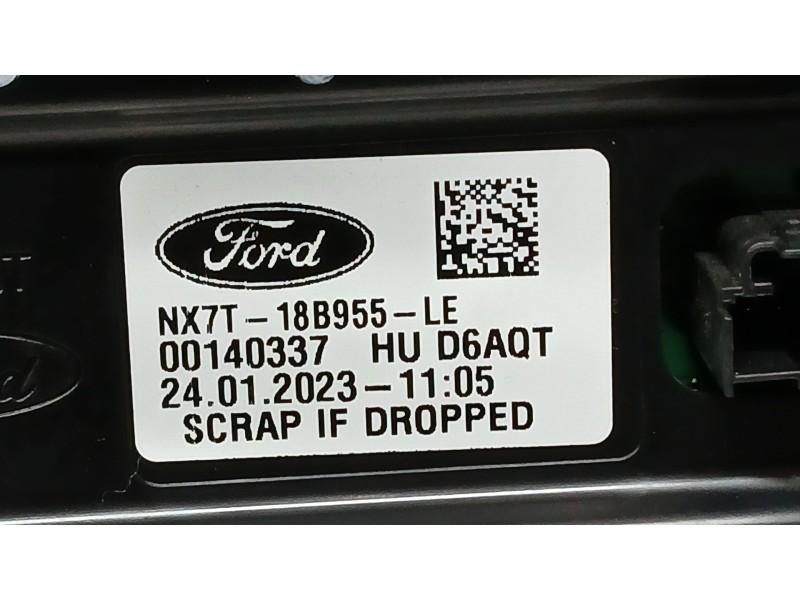 Ford
NX7T-18B955-LE
00140337 HU D6AQT
24.01.2023-11:05
SCRAP IF DROPPED